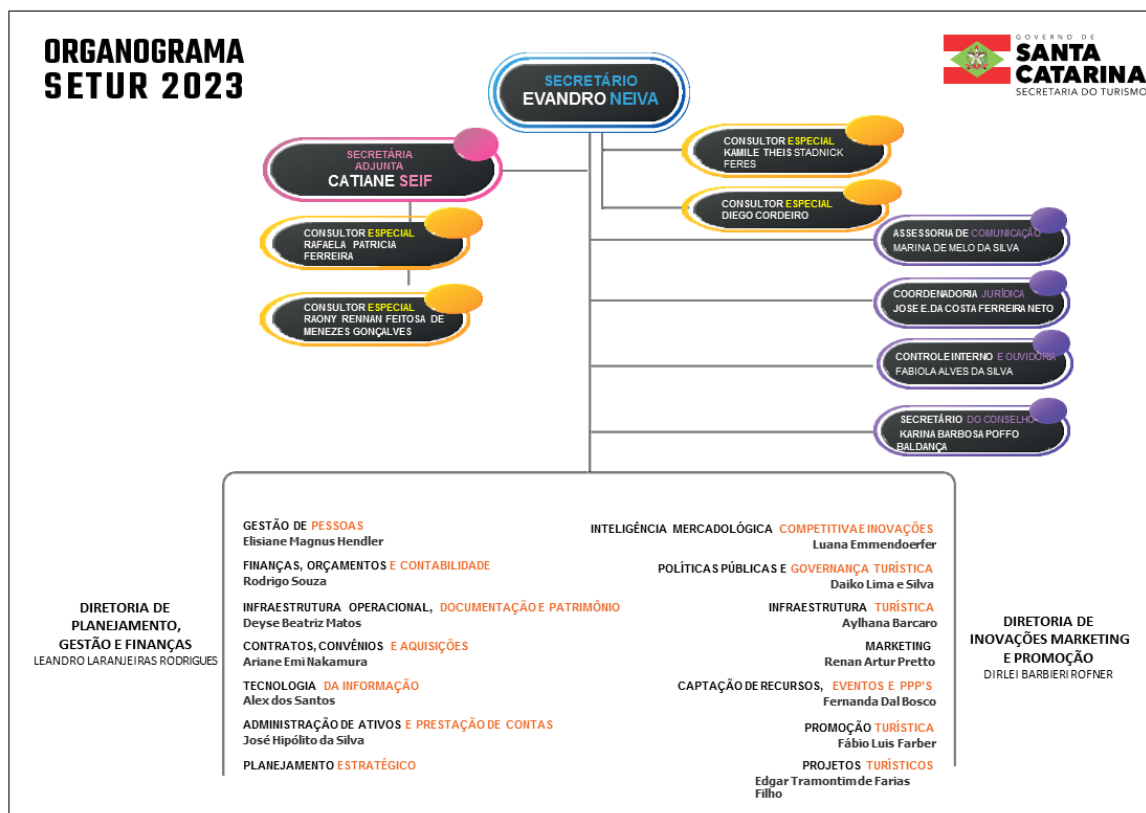 ORGANOGRAMA
SETUR 2023
GOVERNO DE
SANTA
CATARINA
SECRETARIA DO TURISMO
SECRETÁRIO
EVANDRO NEIVA
SECRETÁRIA
ADJUNTA
CATIANE SEIF
CONSULTOR ESPECIAL
RAFAELA PATRICIA
FERREIRA
CONSULTOR ESPECIAL
RAONY RENNAN FEITOSA DE
MENEZES GONÇALVES
CONSULTOR ESPECIAL
KAMILE THEIS STADNICK
FERES
CONSULTOR ESPECIAL
DIEGO CORDEIRO
ASSESSORIA DE COMUNICAÇÃO
MARINA DE MELO DA SILVA
COORDENADORIA JURÍDICA
JOSE E.DA COSTA FERREIRA NETO
CONTROLE INTERNO E OUVIDORIA
FABIOLA ALVES DA SILVA
SECRETÁRIO DO CONSELHO
KARINA BARBOSA POFFO
BALDANÇA
DIRETORIA DE
PLANEJAMENTO,
GESTÃO E FINANÇAS
LEANDRO LARANJEIRAS RODRIGUES
GESTÃO DE PESSOAS
Elisiane Magnus Hendler
FINANÇAS, ORÇAMENTOS E CONTABILIDADE
Rodrigo Souza
INFRAESTRUTURA OPERACIONAL, DOCUMENTAÇÃO E PATRIMÔNIO
Deyse Beatriz Matos
CONTRATOS, CONVÊNIOS E AQUISIÇÕES
Ariane Emi Nakamura
TECNOLOGIA DA INFORMAÇÃO
Alex dos Santos
ADMINISTRAÇÃO DE ATIVOS E PRESTAÇÃO DE CONTAS
José Hipólito da Silva
PLANEJAMENTO ESTRATÉGICO
INTELIGÊNCIA MERCADOLÓGICA COMPETITIVA E INOVAÇÕES
Luana Emmendoerfer
POLÍTICAS PÚBLICAS E GOVERNANÇA TURÍSTICA
Daiko Lima e Silva
INFRAESTRUTURA TURÍSTICA
Aylhana Barcaro
MARKETING
Renan Artur Pretto
CAPTAÇÃO DE RECURSOS, EVENTOS E PPP'S
Fernanda Dal Bosco
PROMOÇÃO TURÍSTICA
Fábio Luis Farber
PROJETOS TURÍSTICOS
Edgar Tramontim de Farias
Filho
DIRETORIA DE
INOVAÇÕES MARKETING
E PROMOÇÃO
DIRLEI BARBIERI ROFNER